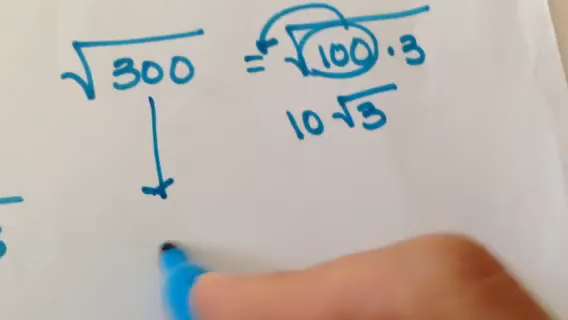 √300 = √100 · 3
10√3